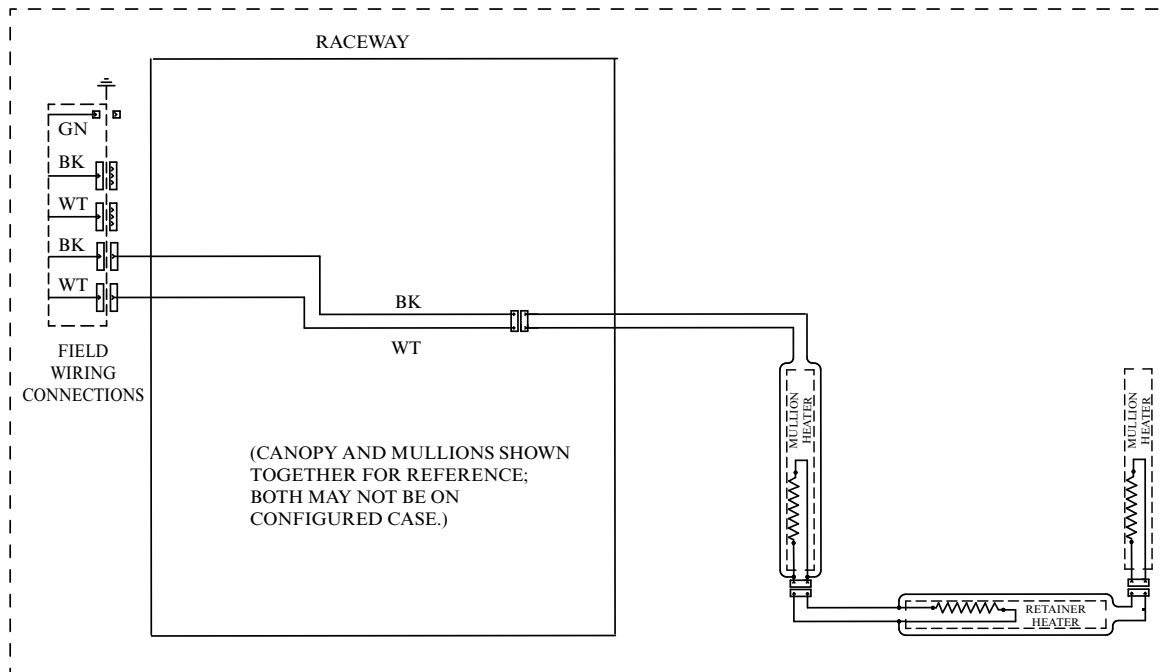 RACEWAY
GN
BK
WT
BK
WT
FIELD
WIRING
CONNECTIONS
BK
WT
(CANOPY AND MULLIONS SHOWN
TOGETHER FOR REFERENCE;
BOTH MAY NOT BE ON
CONFIGURED CASE.)
MULLION
HEATER
MULLION
HEATER
RETAINER
HEATER